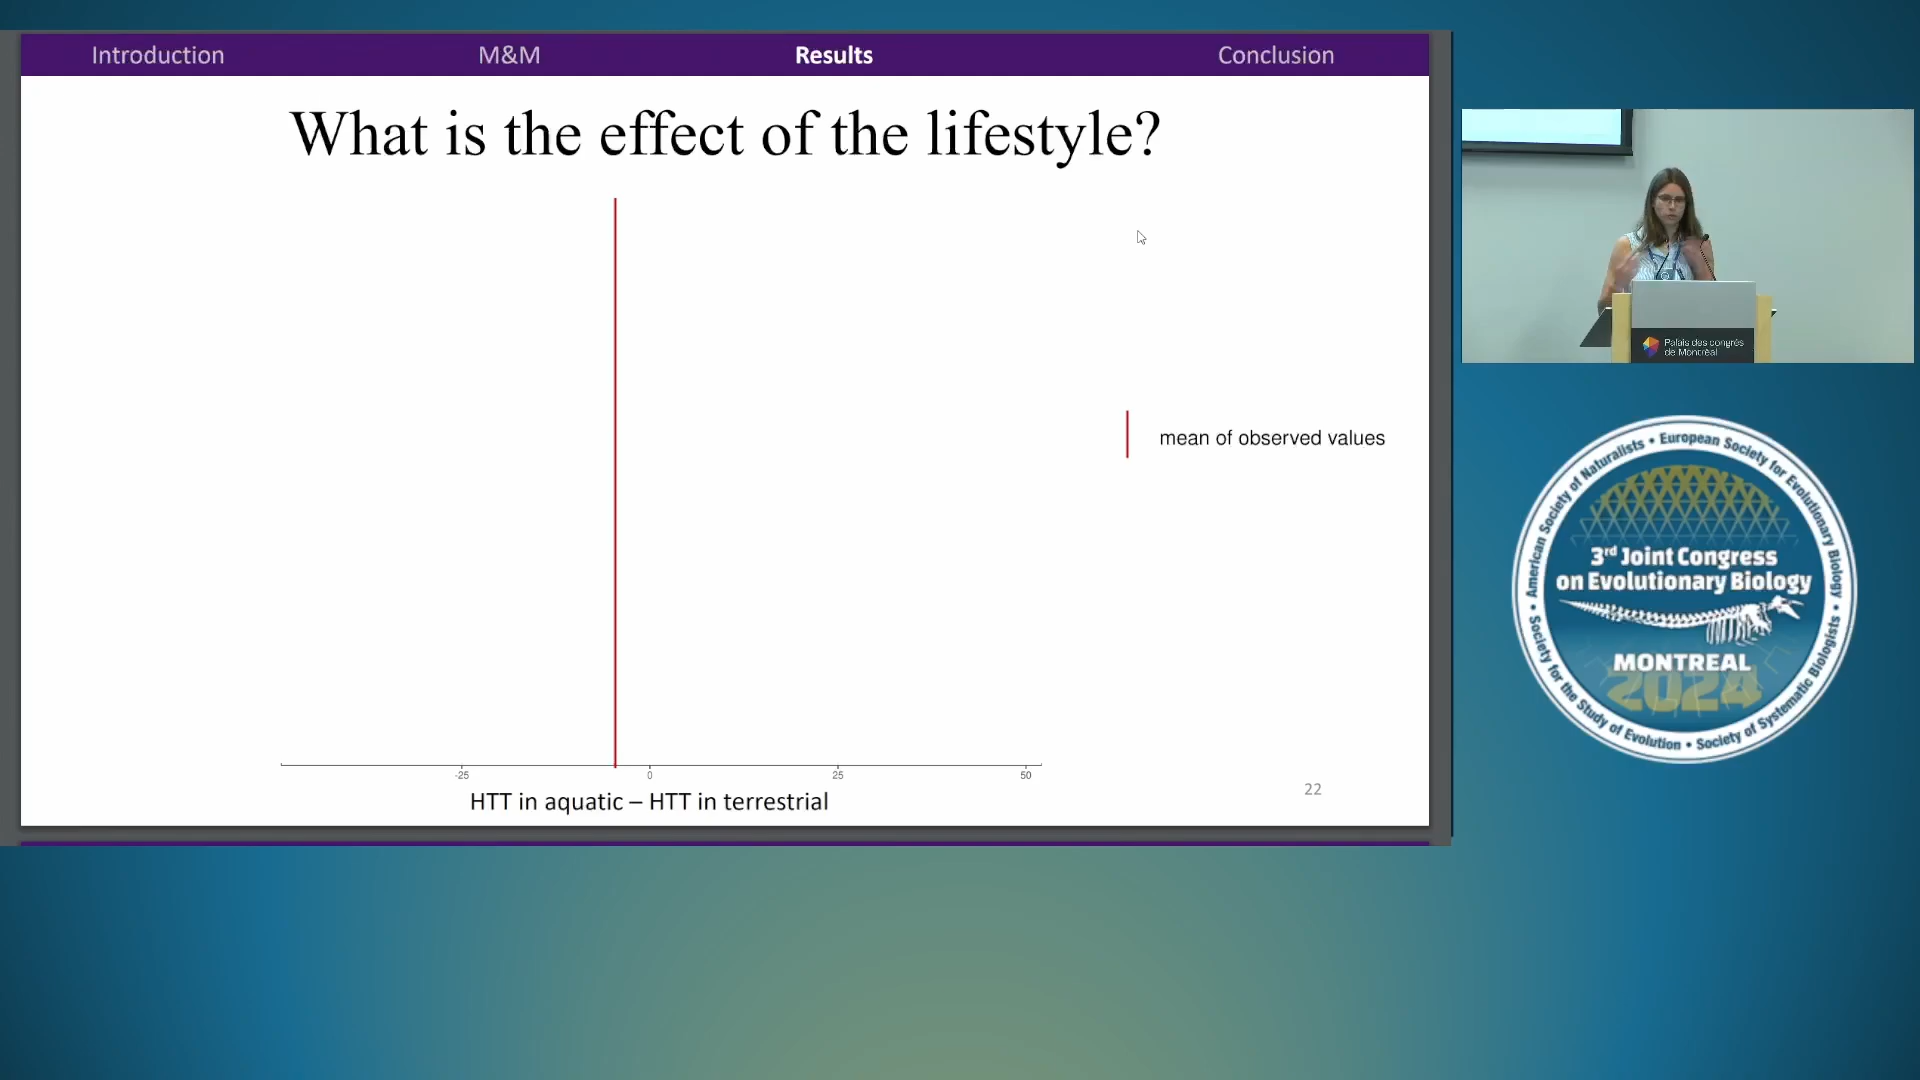 Introduction
M&M
Results
Conclusion
What is the effect of the lifestyle?
mean of observed values
-25
0
25
50
HTT in aquatic – HTT in terrestrial
22
Palais des congrès
de Montréal
American Society of Naturalists • European Society for Evolutionary Biology •
Society for the Study of Evolution • Society of Systematic Biologists •
3rd Joint Congress
on Evolutionary Biology
MONTREAL
2024